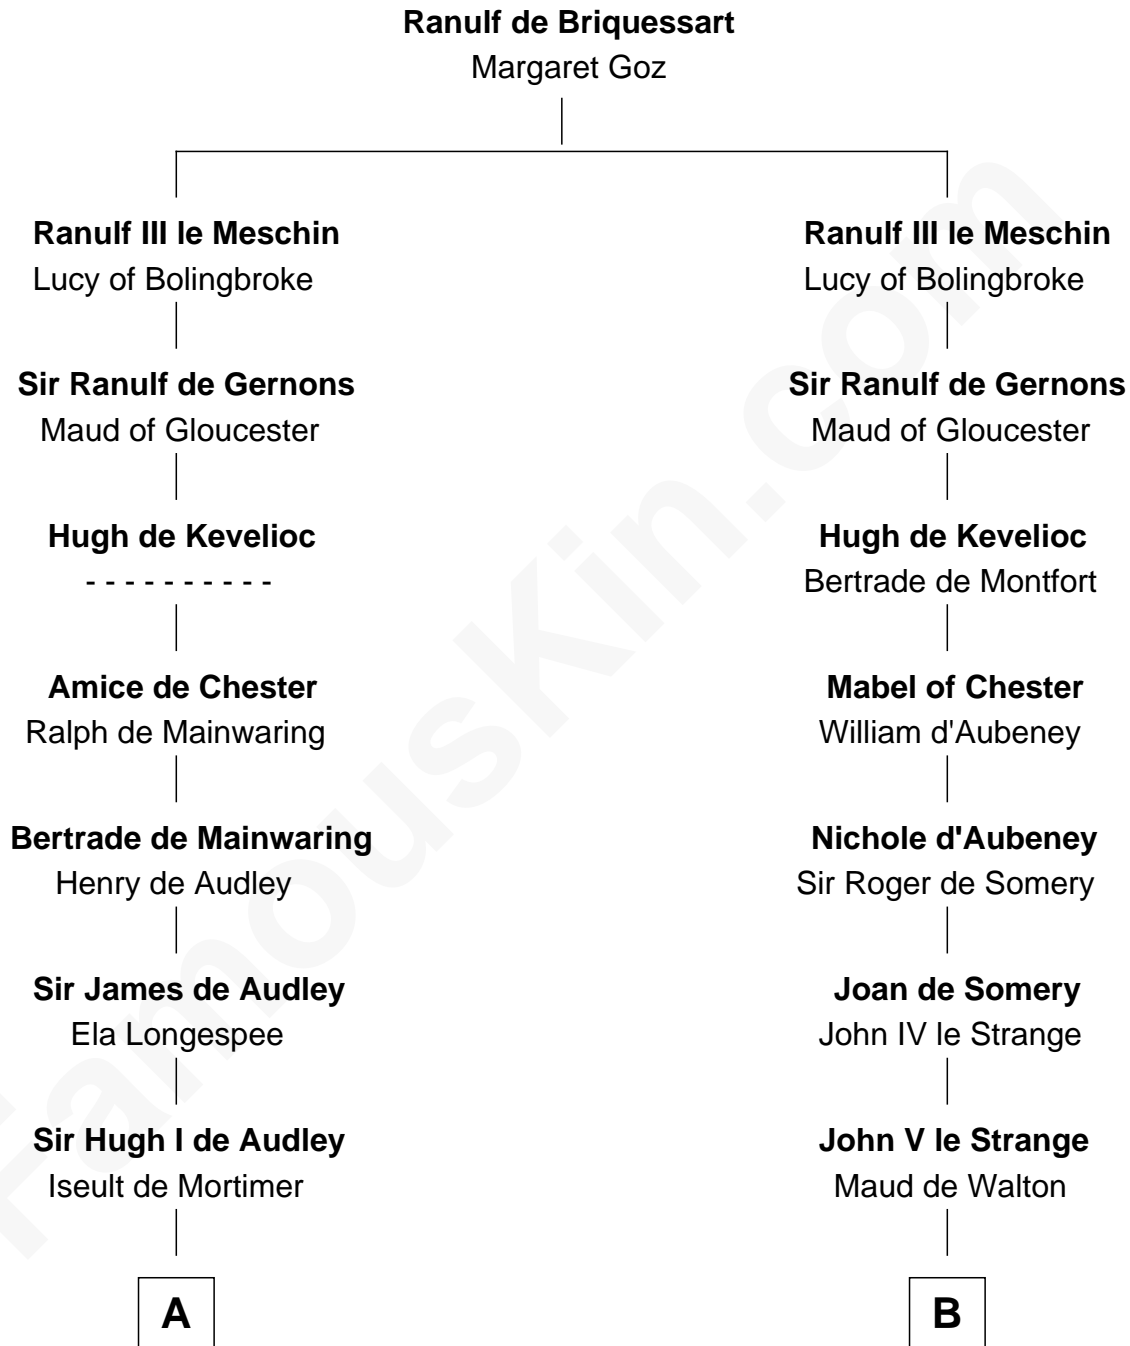 Ranulf de Briquessart
Margaret Goz
Ranulf III le Meschin
Lucy of Bolingbroke
Sir Ranulf de Gernons
Maud of Gloucester
Hugh de Kevelioc
- - - - - - - - - -
Amice de Chester
Ralph de Mainwaring
Bertrade de Mainwaring
Henry de Audley
Sir James de Audley
Ela Longespee
Sir Hugh I de Audley
Iseult de Mortimer
A
Ranulf III le Meschin
Lucy of Bolingbroke
Sir Ranulf de Gernons
Maud of Gloucester
Hugh de Kevelioc
Bertrade de Montfort
Mabel of Chester
William d'Aubeney
Nichole d'Aubeney
Sir Roger de Somery
Joan de Somery
John IV le Strange
John V le Strange
Maud de Walton
B
FamousKin.com